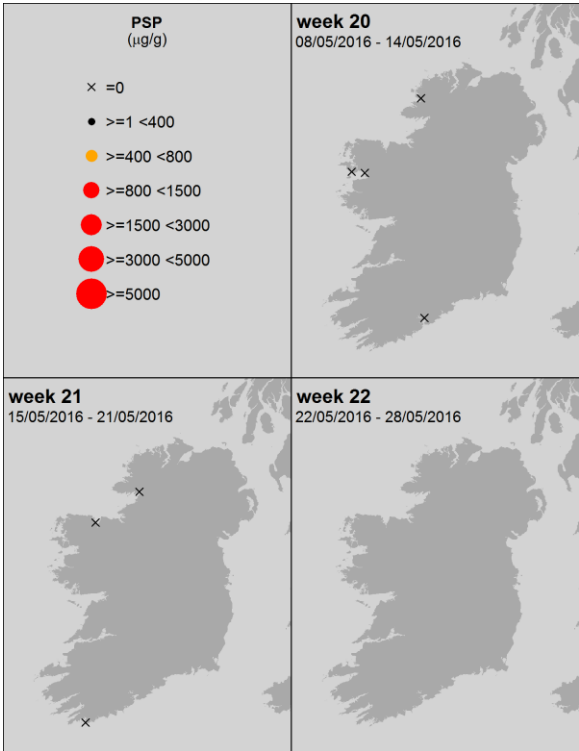 PSP
(µg/g)
=0
>=1 <400
>=400 <800
>=800 <1500
>=1500 <3000
>=3000 <5000
>=5000
week 20
08/05/2016 - 14/05/2016
week 21
15/05/2016 - 21/05/2016
week 22
22/05/2016 - 28/05/2016